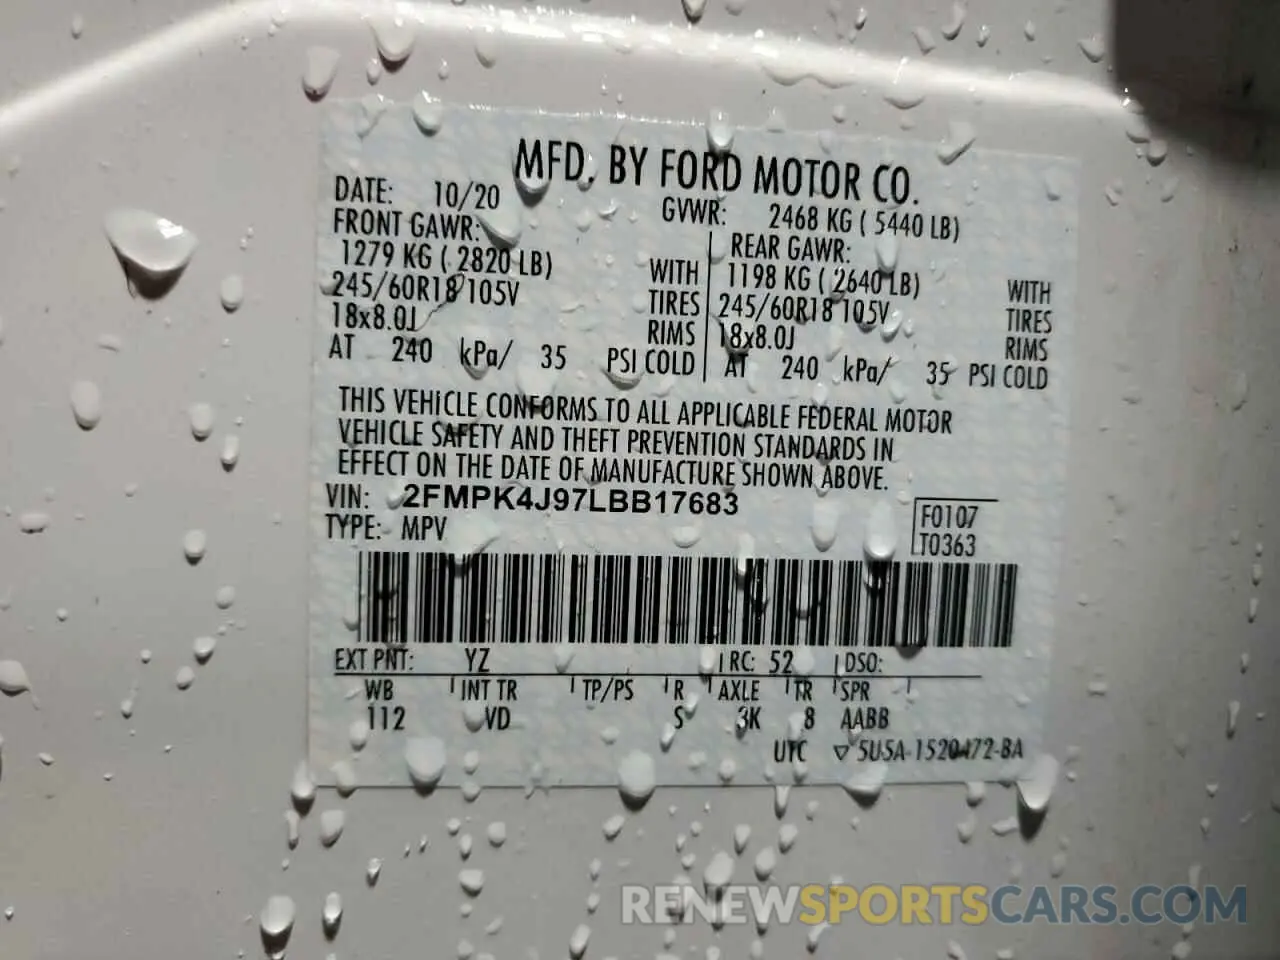 MFD. BY FORD MOTOR CO.
DATE: 10/20 GVWR: 2468 KG ( 5440 LB)
FRONT GAWR: REAR GAWR:
1279 KG ( 2820 LB) WITH 1198 KG ( 2640 LB) WITH
245/60R18 105V TIRES 245/60R18 105V TIRES
18x8.0J RIMS 18x8.0J RIMS
AT 240 kPa/ 35 PSI COLD AT 240 kPa/ 35 PSI COLD
THIS VEHICLE CONFORMS TO ALL APPLICABLE FEDERAL MOTOR
VEHICLE SAFETY AND THEFT PREVENTION STANDARDS IN
EFFECT ON THE DATE OF MANUFACTURE SHOWN ABOVE.
VIN: 2FMPK4J97LBB17683
TYPE: MPV
F0107
T0363
EXT PNT: YZ RC: 52 DSO:
WB INT TR TP/PS R AXLE TR SPR
112 VD S 3K 8 AABB
UTC ▽ 5U5A-1520472-BA
RENEWSPORTSCARS.COM